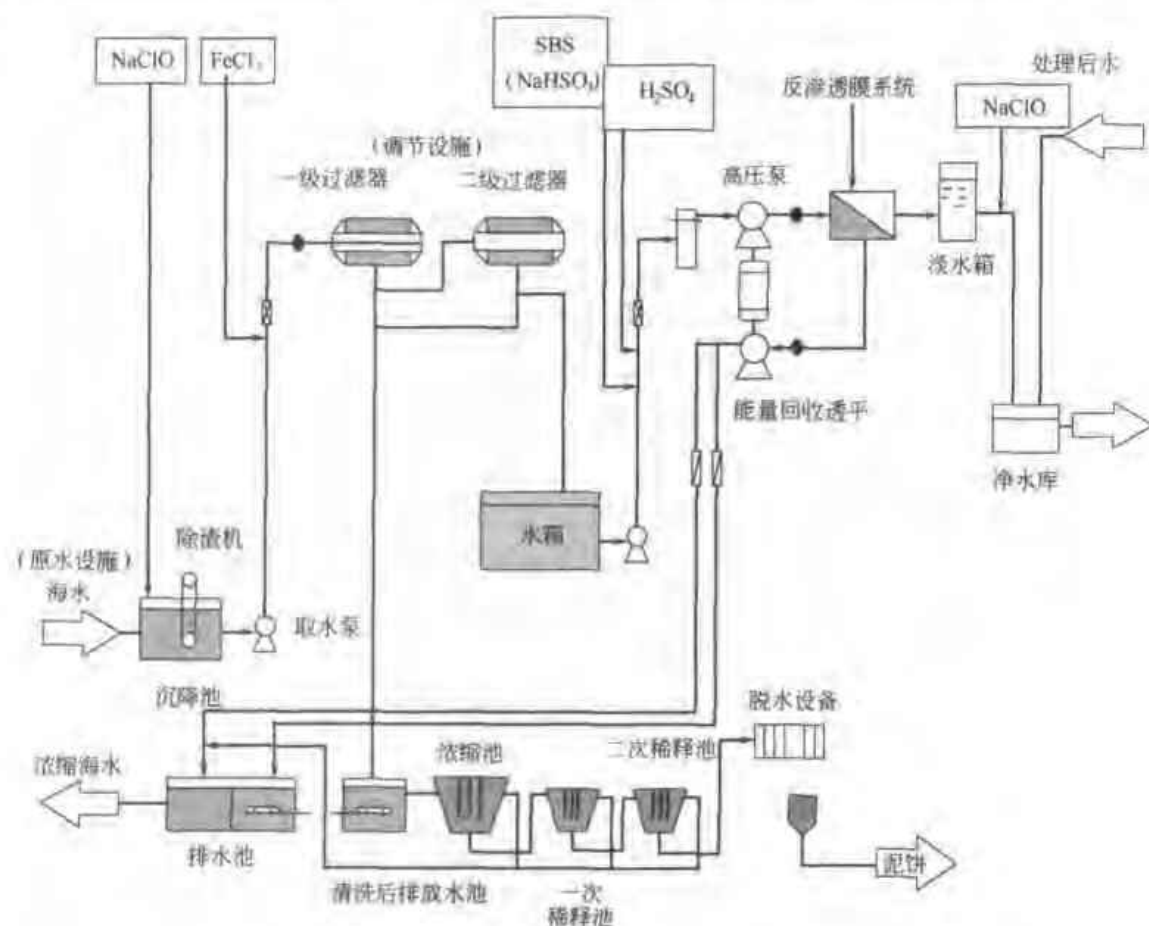 NaClO
FeCl₃
SBS
(NaHSO₃)
H₂SO₄
反渗透膜系统
处理后水
NaClO
(调节设施)
一级过滤器
二级过滤器
高压泵
淡水箱
能量回收透平
净水库
水箱
除渣机
(原水设施)
海水
取水泵
沉降池
脱水设备
浓缩海水
浓缩池
二次稀释池
排水池
清洗后排放水池
一次
稀释池
泥饼